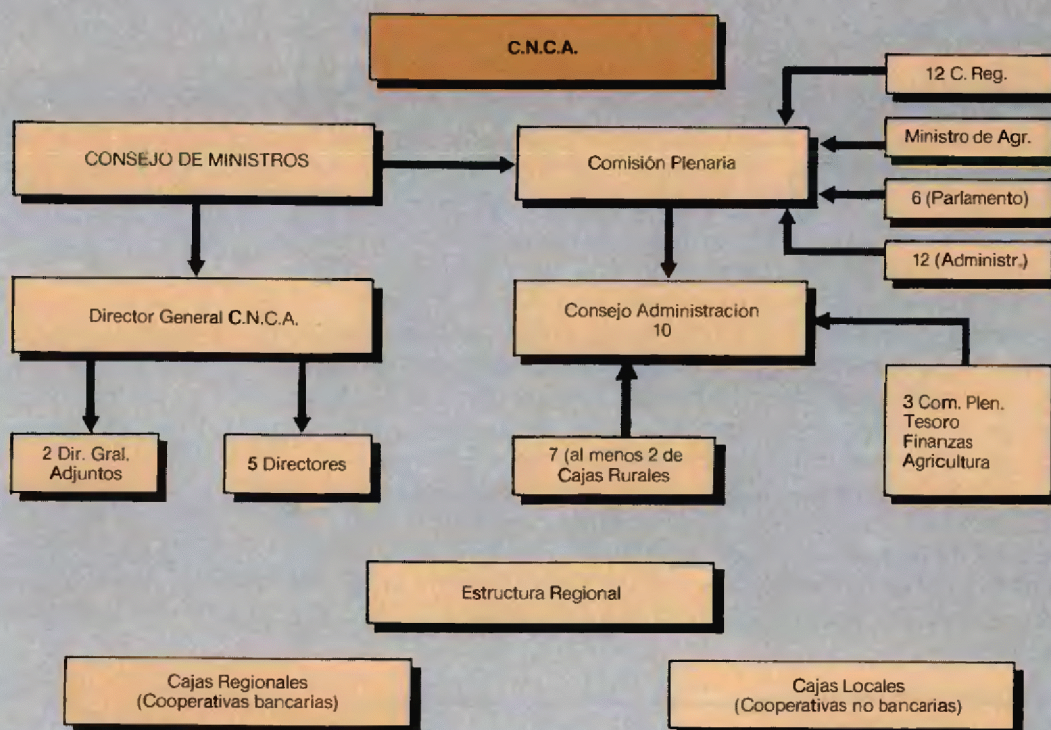 C.N.C.A.
12 C. Reg.
CONSEJO DE MINISTROS
Comisión Plenaria
Ministro de Agr.
6 (Parlamento)
12 (Administr.)
Director General C.N.C.A.
Consejo Administracion
10
2 Dir. Gral.
Adjuntos
5 Directores
7 (al menos 2 de
Cajas Rurales
3 Com. Plen.
Tesoro
Finanzas
Agricultura
Estructura Regional
Cajas Regionales
(Cooperativas bancarias)
Cajas Locales
(Cooperativas no bancarias)